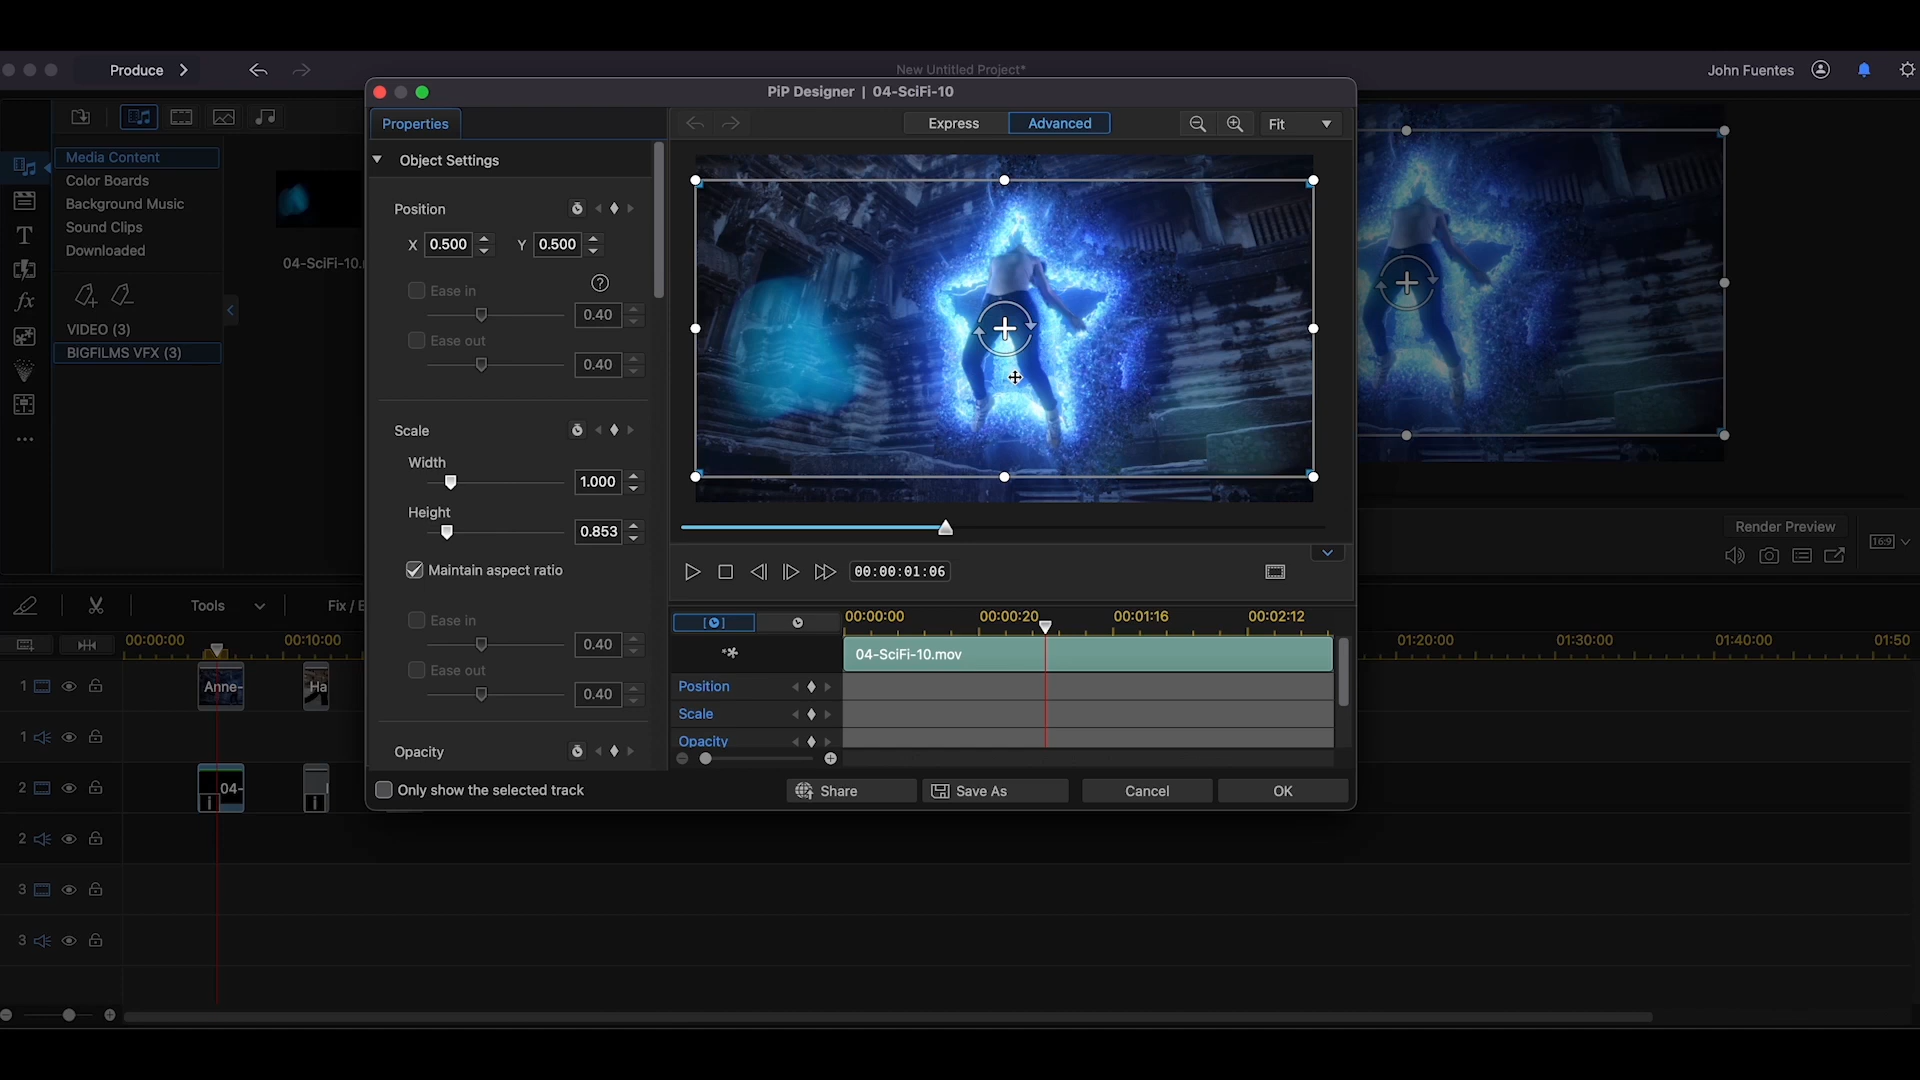 Produce
New Untitled Project*
John Fuentes
PiP Designer | 04-SciFi-10
Properties
Express
Advanced
Fit
Media Content
Color Boards
Background Music
Sound Clips
Downloaded
VIDEO (3)
BIGFILMS VFX (3)
04-SciFi-10.
Object Settings
Position
X 0.500
Y 0.500
Ease in
0.40
Ease out
0.40
Scale
Width
1.000
Height
0.853
Maintain aspect ratio
Ease in
0.40
Ease out
0.40
Opacity
Only show the selected track
00:00:01:06
00:00:00
00:00:20
00:01:16
00:02:12
04-SciFi-10.mov
Position
Scale
Opacity
Share
Save As
Cancel
OK
Render Preview
16:9
Tools
Fix / E
00:00:00
00:10:00
01:20:00
01:30:00
01:40:00
01:50
1
Anne-
Ha
1
2
04-
2
3
3